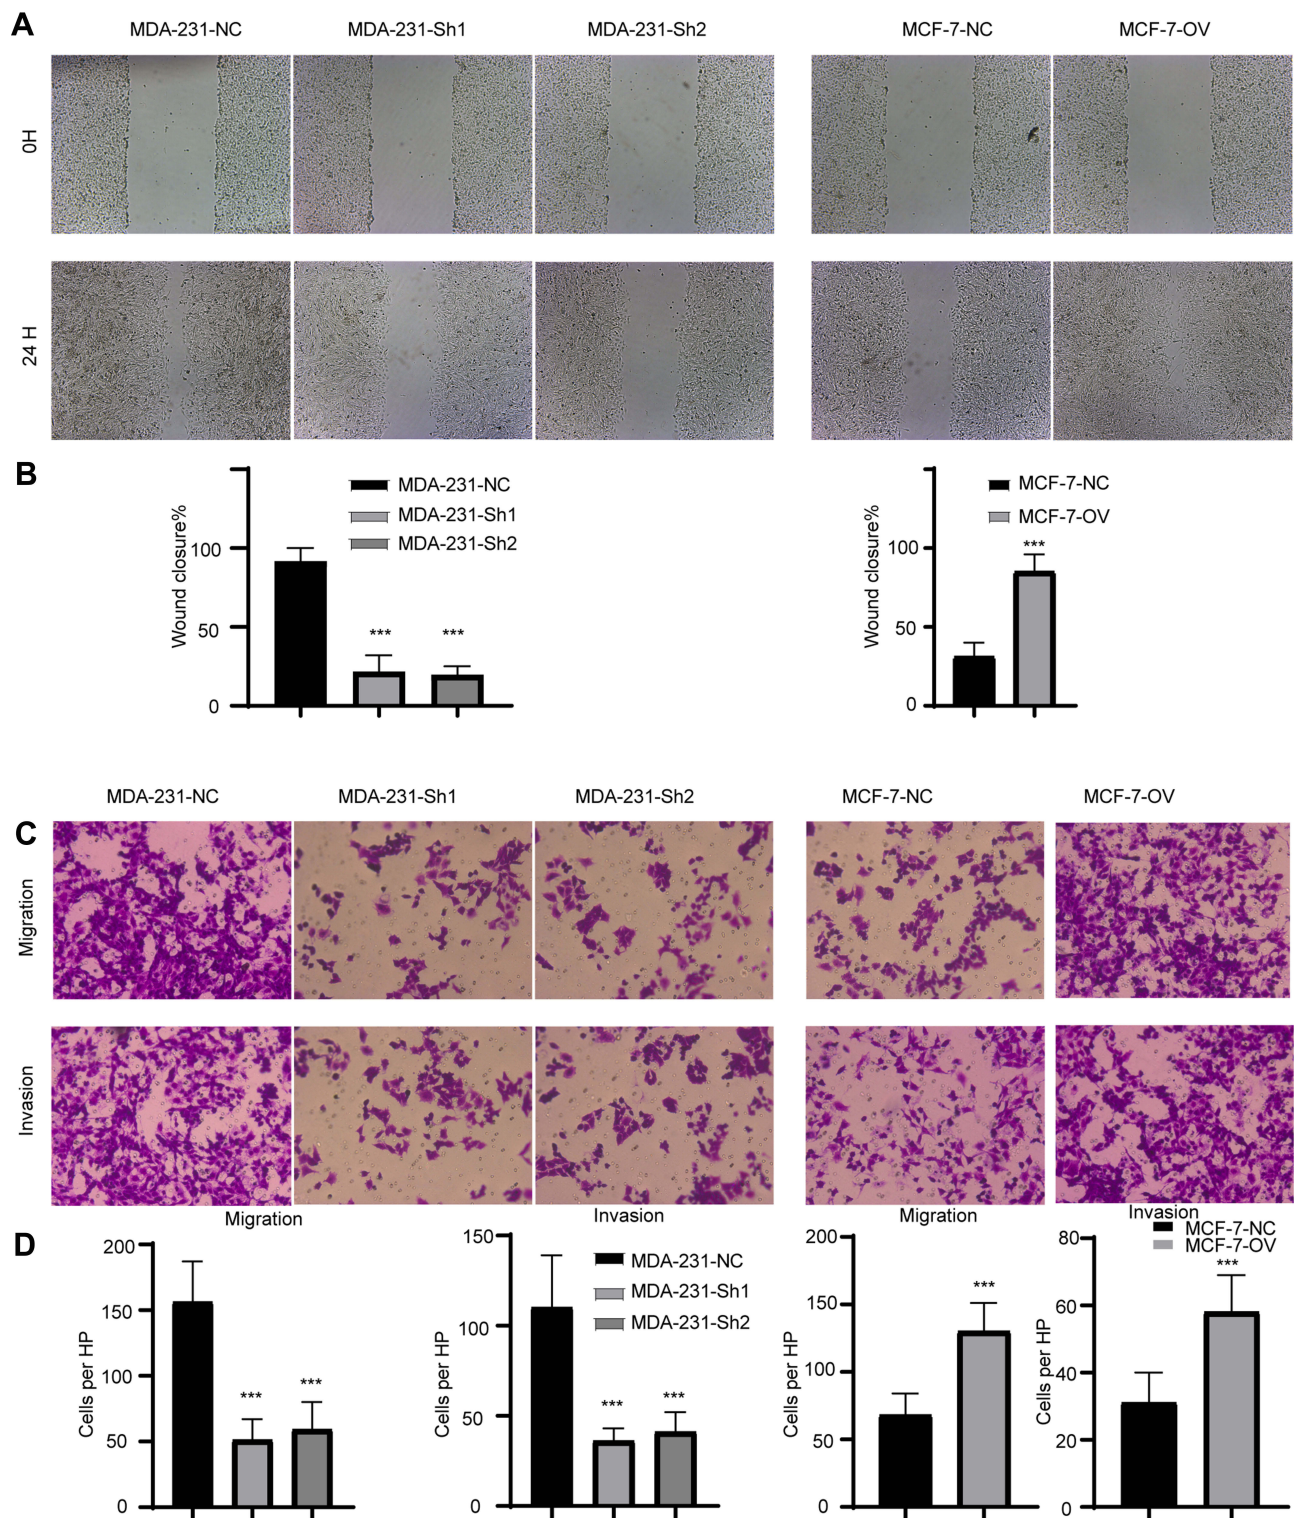 A
MDA-231-NC MDA-231-Sh1 MDA-231-Sh2 MCF-7-NC MCF-7-OV
0H
24 H
B
Wound closure%
100
50
0
MDA-231-NC
MDA-231-Sh1
MDA-231-Sh2
***
***
Wound closure%
100
50
0
MCF-7-NC
MCF-7-OV
***
MDA-231-NC MDA-231-Sh1 MDA-231-Sh2 MCF-7-NC MCF-7-OV
C
Migration
Invasion
D
Migration
Cells per HP
200
150
100
50
0
***
***
Invasion
Cells per HP
150
100
50
0
MDA-231-NC
MDA-231-Sh1
MDA-231-Sh2
***
***
Migration
Cells per HP
200
150
100
50
0
***
Invasion
MCF-7-NC
MCF-7-OV
Cells per HP
80
60
40
20
0
***